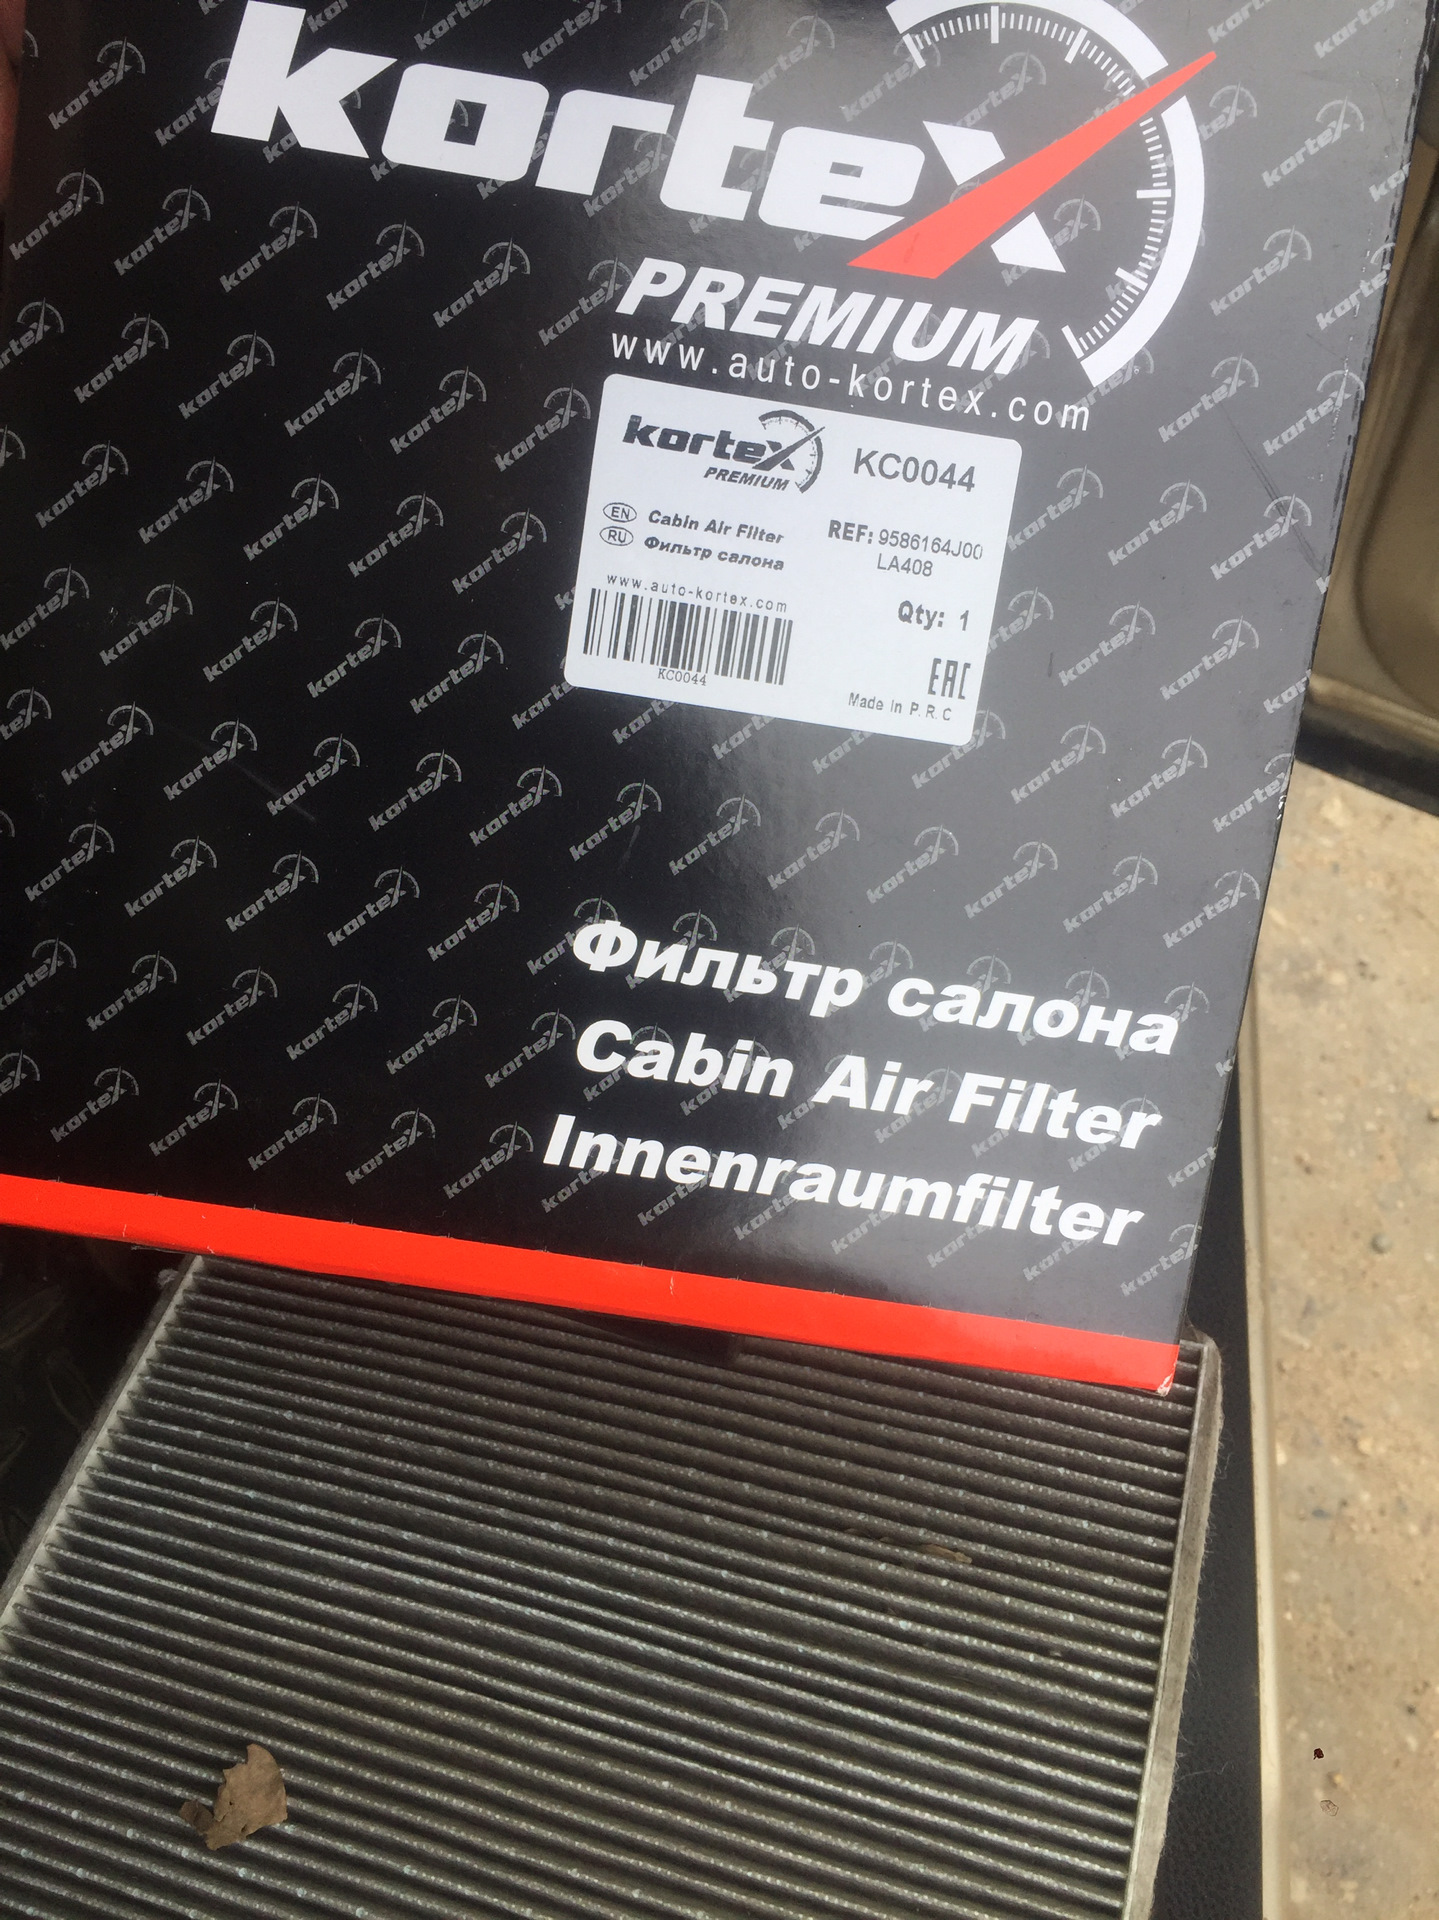 kortex
PREMIUM
www.auto-kortex.com
kortex
PREMIUM
KC0044
EN Cabin Air Filter
RU Фильтр салона
REF: 9586164J00
LA408
www.auto-kortex.com
Qty: 1
KC0044
EAC
Made in P.R.C
Фильтр салона
Cabin Air Filter
Innenraumfilter